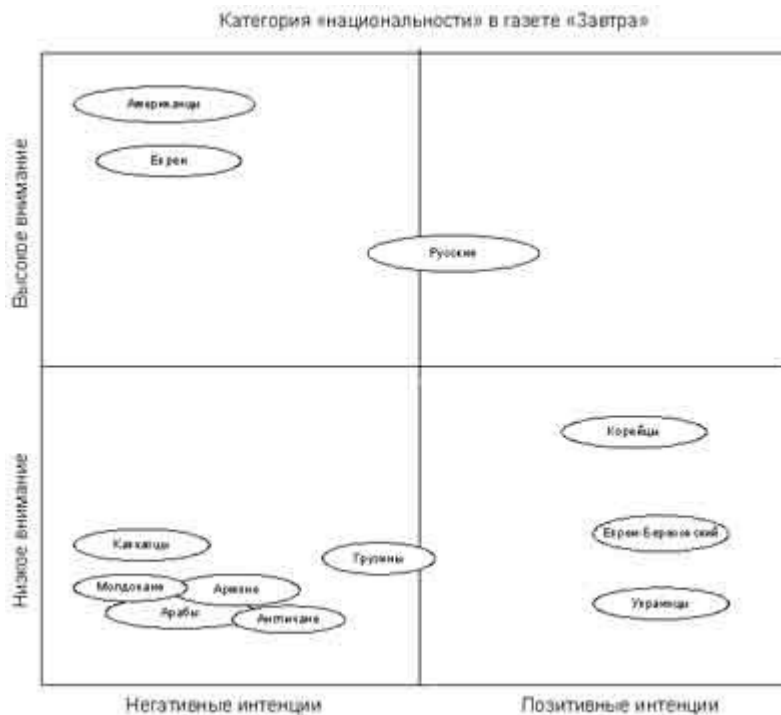 Категория «национальности» в газете «Завтра»
Высокое внимание
Американцы
Евреи
Русские
Низкое внимание
Корейцы
Кавказцы
Грузины
Евреи-Березовский
Молдоване
Армяне
Арабы
Англичане
Украинцы
Негативные интенции
Позитивные интенции